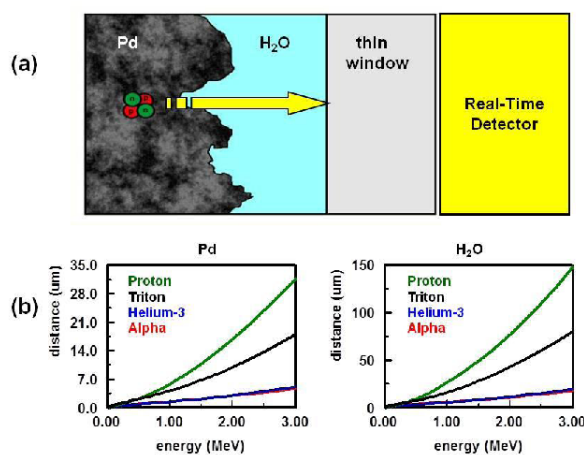 (a)
Pd
H₂O
thin
window
Real-Time
Detector
(b)
Pd
distance (um)
35.0
28.0
21.0
14.0
7.0
0.0
Proton
Triton
Helium-3
Alpha
0.00 1.00 2.00 3.00
energy (MeV)
H₂O
distance (um)
150
100
50
0
Proton
Triton
Helium-3
Alpha
0.00 1.00 2.00 3.00
energy (MeV)